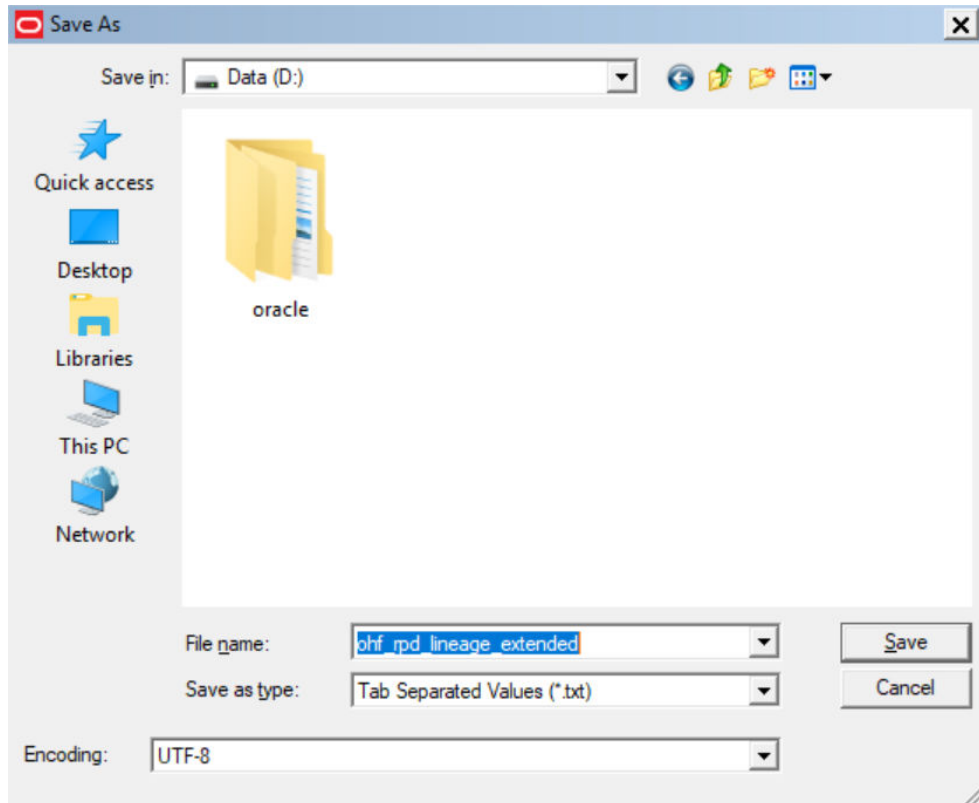 Save As
Save in: Data (D:)
Quick access
Desktop
Libraries
This PC
Network
oracle
File name: ohf_rpd_lineage_extended Save
Save as type: Tab Separated Values (*.txt) Cancel
Encoding: UTF-8